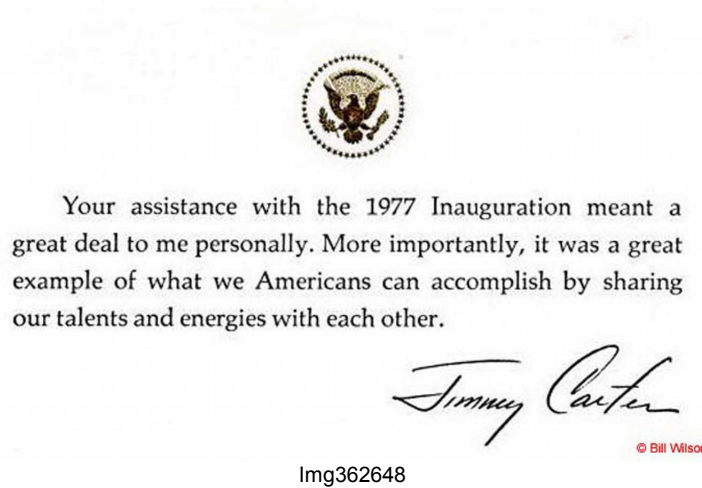 Your assistance with the 1977 Inauguration meant a
great deal to me personally. More importantly, it was a great
example of what we Americans can accomplish by sharing
our talents and energies with each other.
Jimmy Carter
© Bill Wilson
Img362648